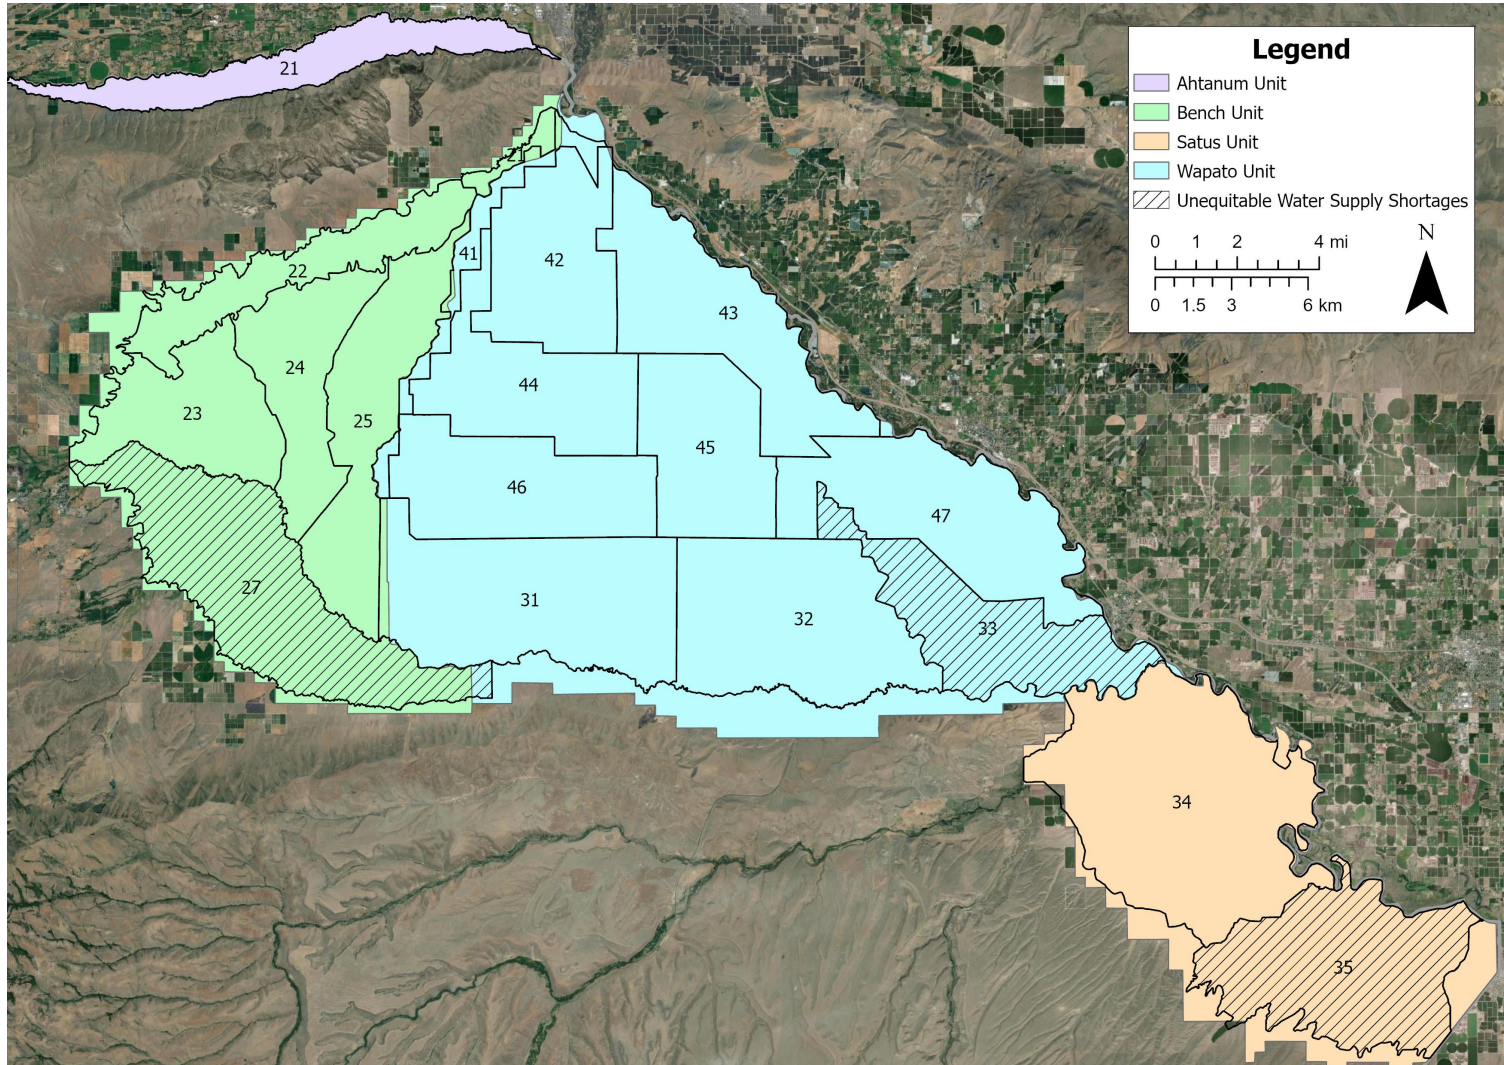 Legend
Ahtanum Unit
Bench Unit
Satus Unit
Wapato Unit
Unequitable Water Supply Shortages
0 1 2 4 mi
0 1.5 3 6 km
N
21
21
22
41
42
43
24
44
23
25
45
46
47
27
31
32
33
34
35